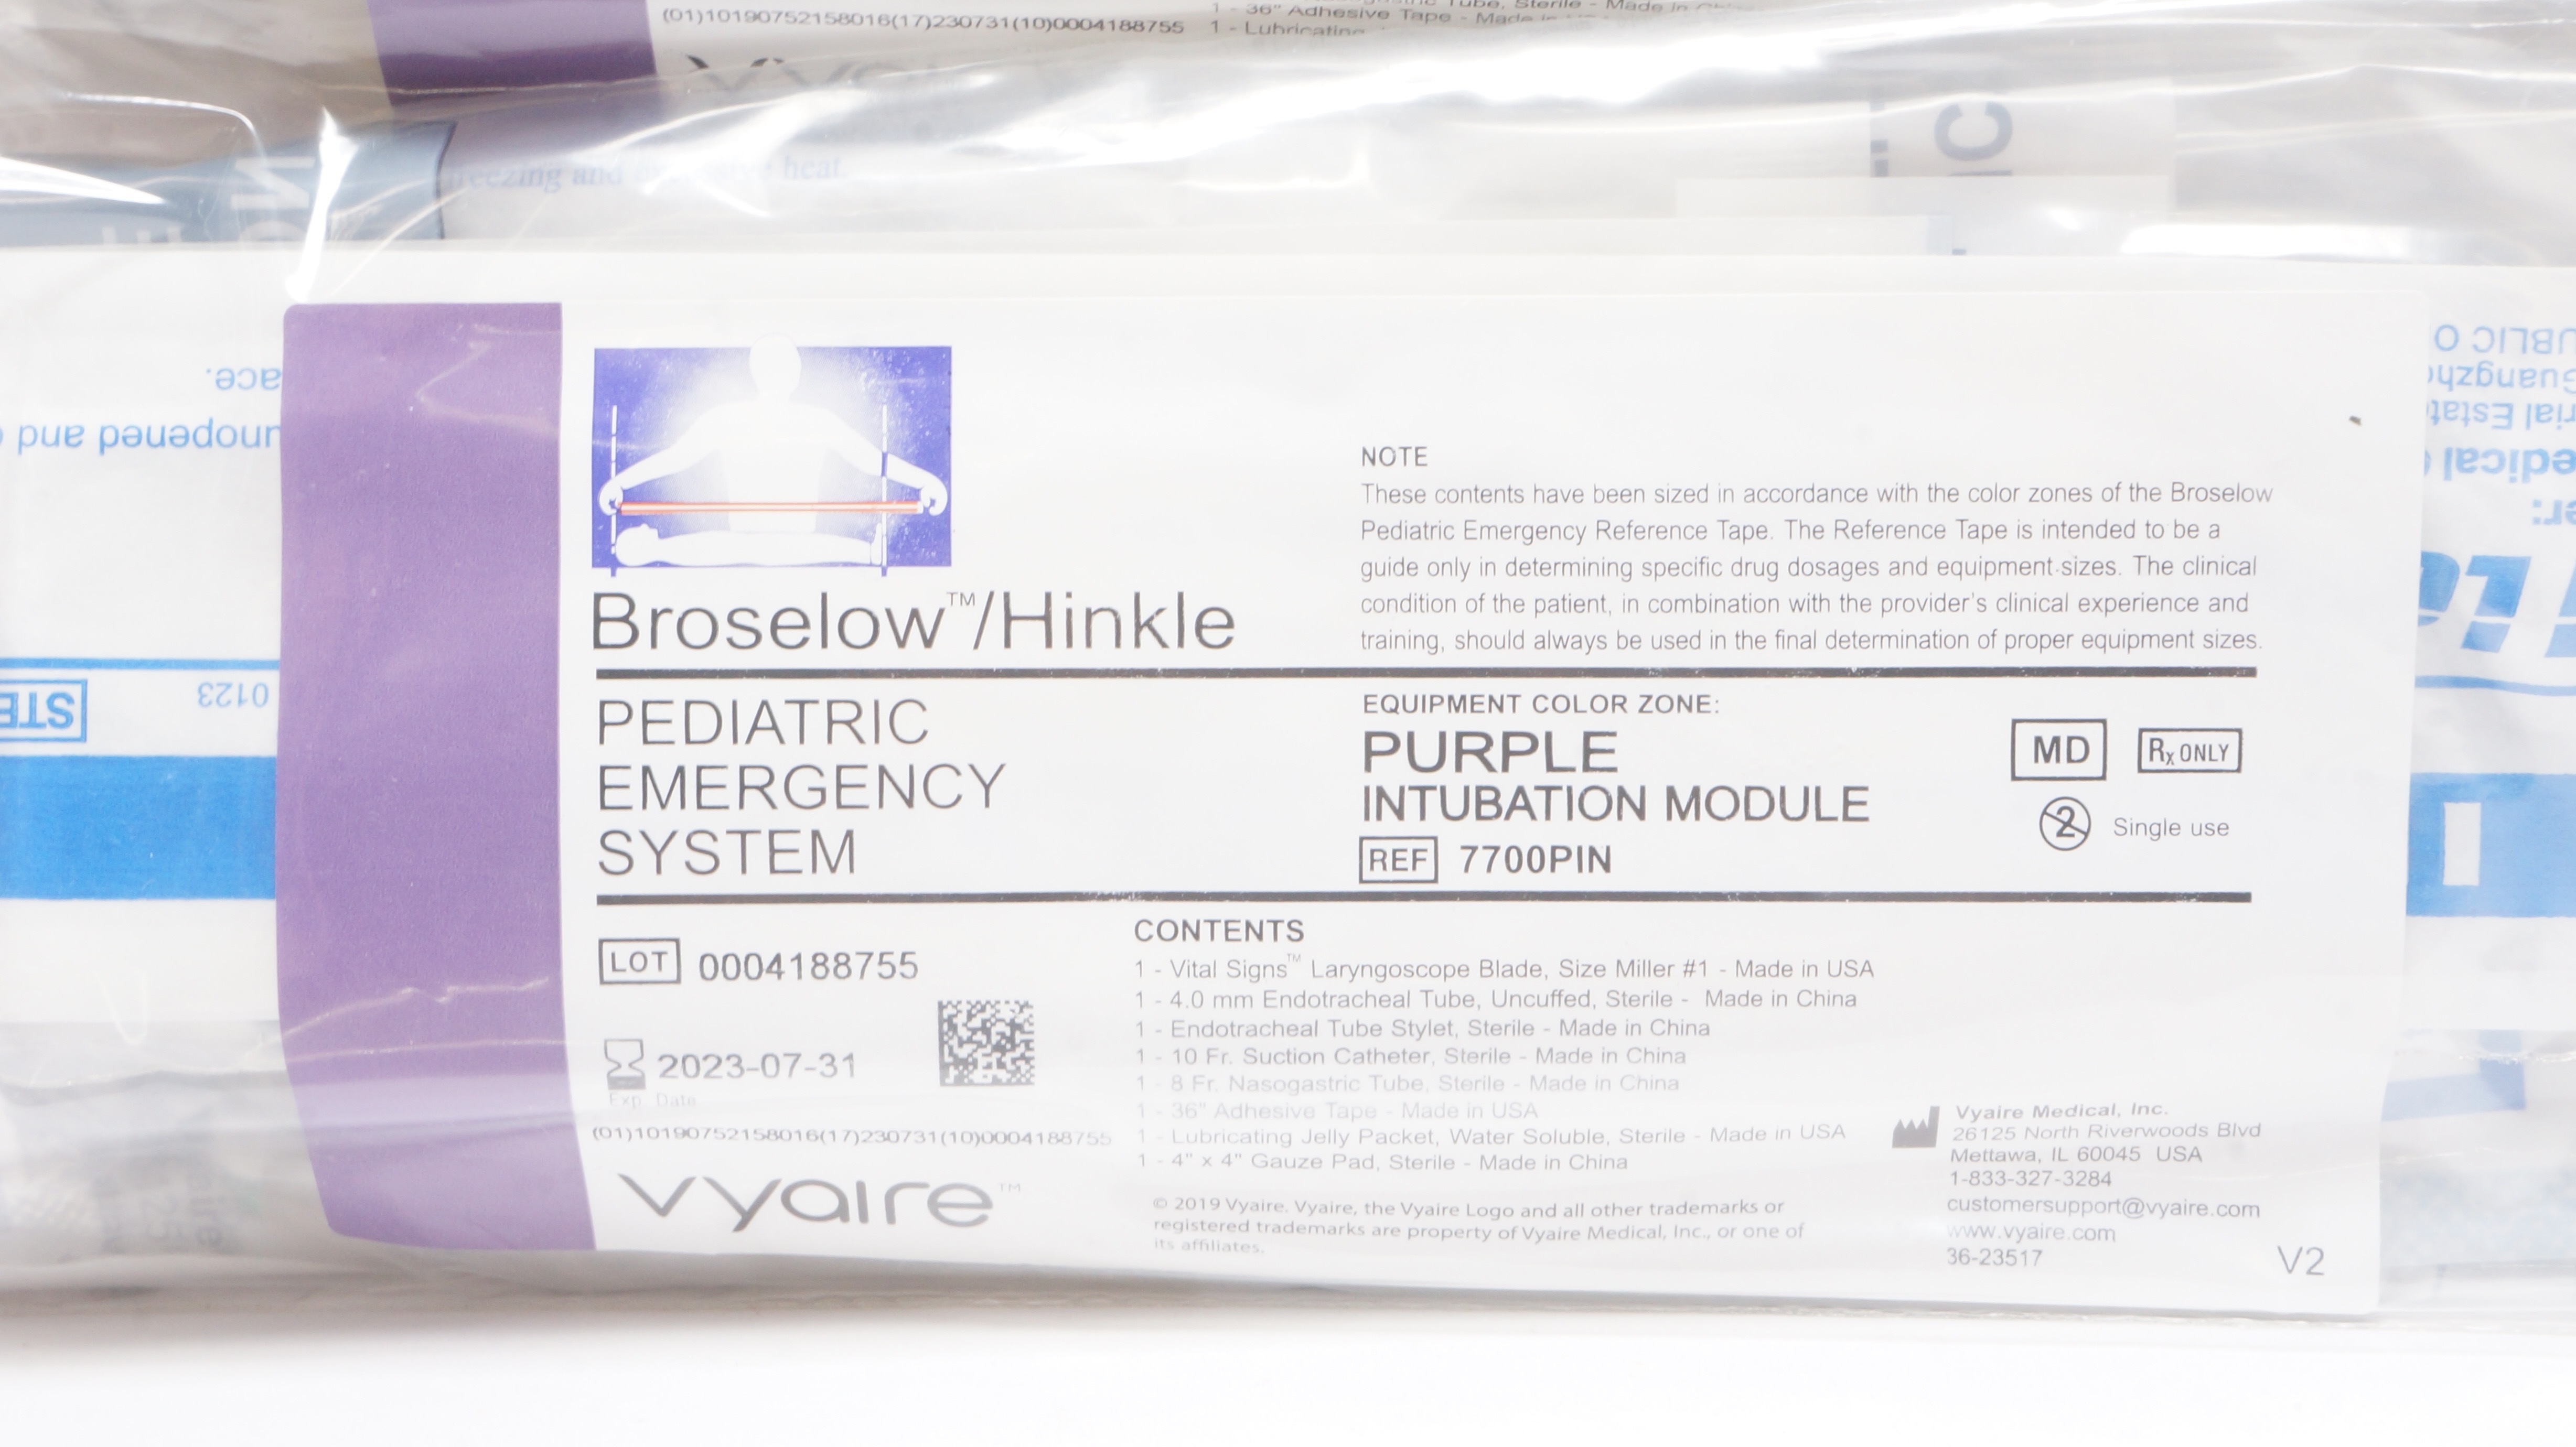 (01)10190752158016(17)230731(10)0004188755
1 - 36" Adhesive Tape - Made in
1 - Lubricating
freezing and heat.
unopened and
0123
Broselow™/Hinkle
NOTE
These contents have been sized in accordance with the color zones of the Broselow
Pediatric Emergency Reference Tape. The Reference Tape is intended to be a
guide only in determining specific drug dosages and equipment sizes. The clinical
condition of the patient, in combination with the provider's clinical experience and
training, should always be used in the final determination of proper equipment sizes.
PEDIATRIC
EMERGENCY
SYSTEM
EQUIPMENT COLOR ZONE:
PURPLE
INTUBATION MODULE
REF 7700PIN
MD
Rx ONLY
2 Single use
LOT 0004188755
2023-07-31
Exp. Date
(01)10190752158016(17)230731(10)0004188755
vyaire™
CONTENTS
1 - Vital Signs™ Laryngoscope Blade, Size Miller #1 - Made in USA
1 - 4.0 mm Endotracheal Tube, Uncuffed, Sterile - Made in China
1 - Endotracheal Tube Stylet, Sterile - Made in China
1 - 10 Fr. Suction Catheter, Sterile - Made in China
1 - 8 Fr. Nasogastric Tube, Sterile - Made in China
1 - 36" Adhesive Tape - Made in USA
1 - Lubricating Jelly Packet, Water Soluble, Sterile - Made in USA
1 - 4" x 4" Gauze Pad, Sterile - Made in China
© 2019 Vyaire. Vyaire, the Vyaire Logo and all other trademarks or
registered trademarks are property of Vyaire Medical, Inc., or one of
its affiliates.
Vyaire Medical, Inc.
26125 North Riverwoods Blvd
Mettawa, IL 60045 USA
1-833-327-3284
customersupport@vyaire.com
www.vyaire.com
36-23517
V2